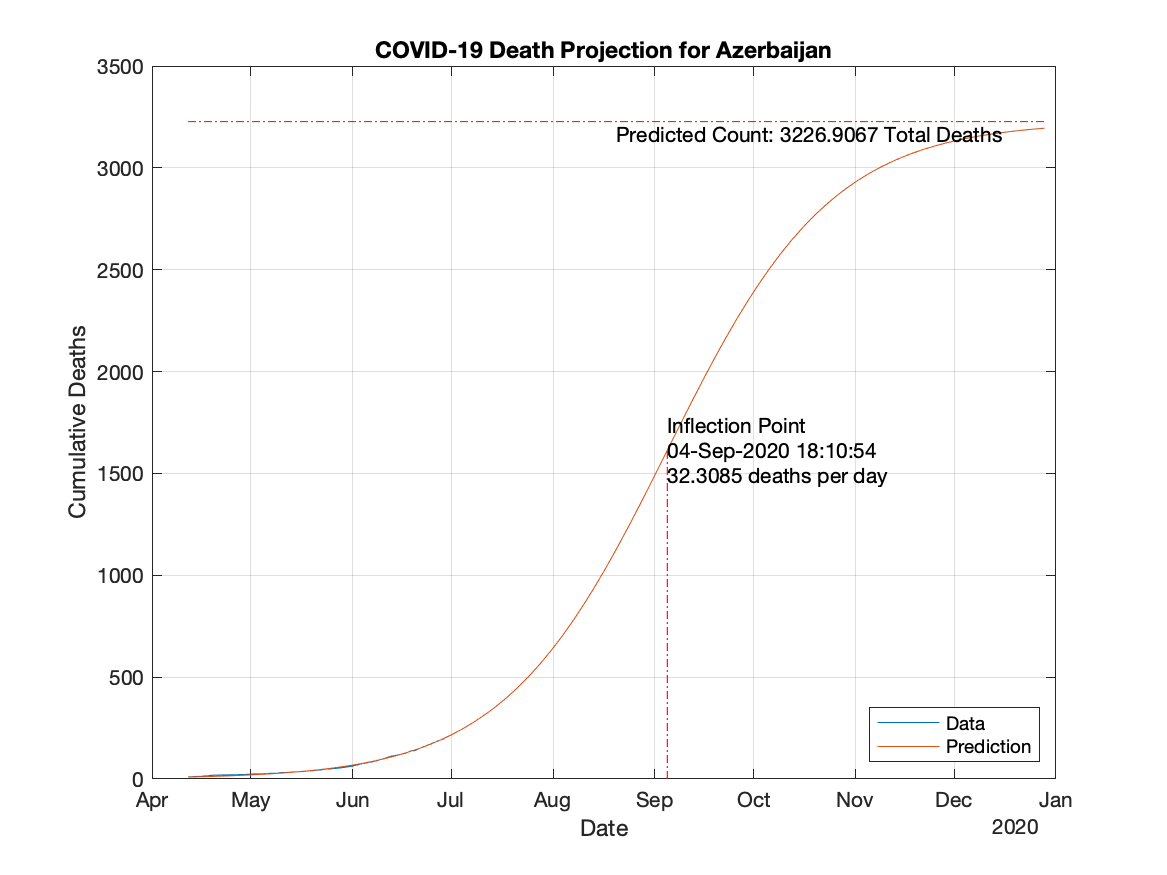 COVID-19 Death Projection for Azerbaijan
3500
Predicted Count: 3226.9067 Total Deaths
3000
2500
2000
Inflection Point
04-Sep-2020 18:10:54
32.3085 deaths per day
1500
1000
500
0
Cumulative Deaths
Data
Prediction
Apr May Jun Jul Aug Sep Oct Nov Dec Jan
Date
2020